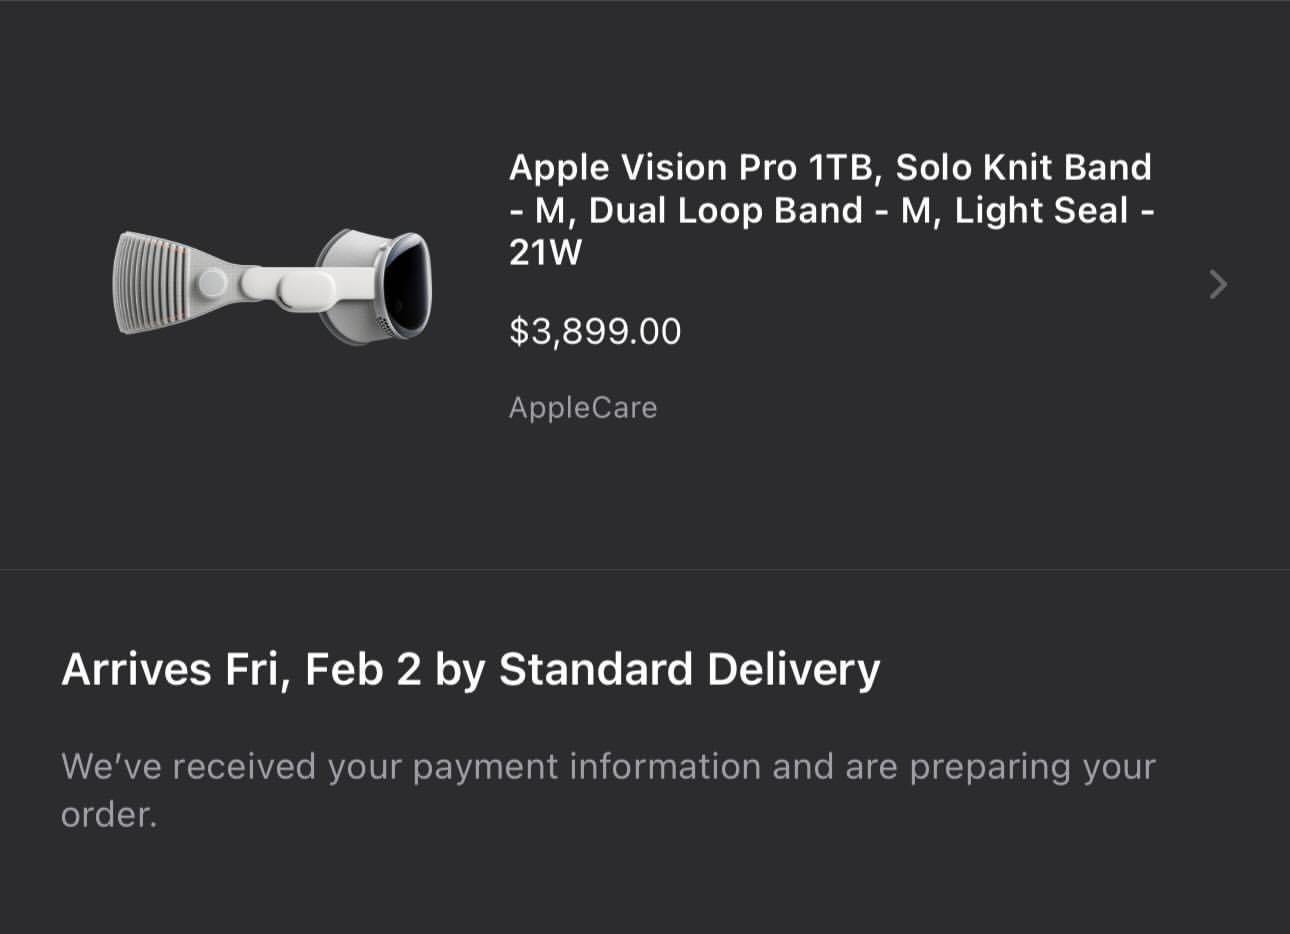 Apple Vision Pro 1TB, Solo Knit Band
- M, Dual Loop Band - M, Light Seal -
21W
$3,899.00
AppleCare
Arrives Fri, Feb 2 by Standard Delivery
We’ve received your payment information and are preparing your
order.